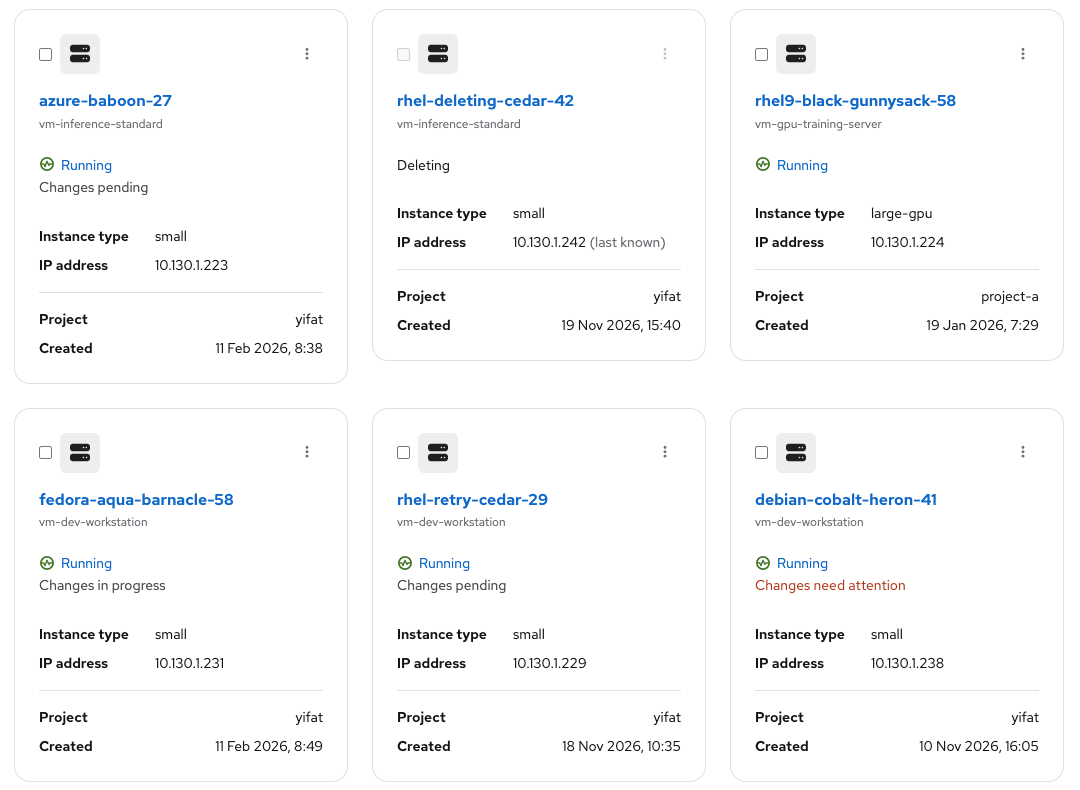 azure-baboon-27
vm-inference-standard
Running
Changes pending
Instance type small
IP address 10.130.1.223
Project yifat
Created 11 Feb 2026, 8:38
rhel-deleting-cedar-42
vm-inference-standard
Deleting
Instance type small
IP address 10.130.1.242 (last known)
Project yifat
Created 19 Nov 2026, 15:40
rhel9-black-gunnysack-58
vm-gpu-training-server
Running
Instance type large-gpu
IP address 10.130.1.224
Project project-a
Created 19 Jan 2026, 7:29
fedora-aqua-barnacle-58
vm-dev-workstation
Running
Changes in progress
Instance type small
IP address 10.130.1.231
Project yifat
Created 11 Feb 2026, 8:49
rhel-retry-cedar-29
vm-dev-workstation
Running
Changes pending
Instance type small
IP address 10.130.1.229
Project yifat
Created 18 Nov 2026, 10:35
debian-cobalt-heron-41
vm-dev-workstation
Running
Changes need attention
Instance type small
IP address 10.130.1.238
Project yifat
Created 10 Nov 2026, 16:05